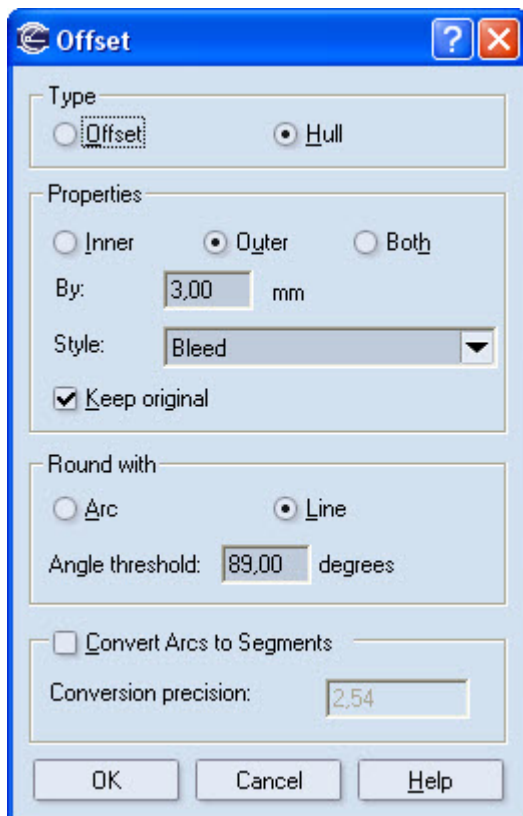 Offset
Type
Offset Hull
Properties
Inner Outer Both
By: 3,00 mm
Style: Bleed
Keep original
Round with
Arc Line
Angle threshold: 89,00 degrees
Convert Arcs to Segments
Conversion precision: 2,54
OK Cancel Help